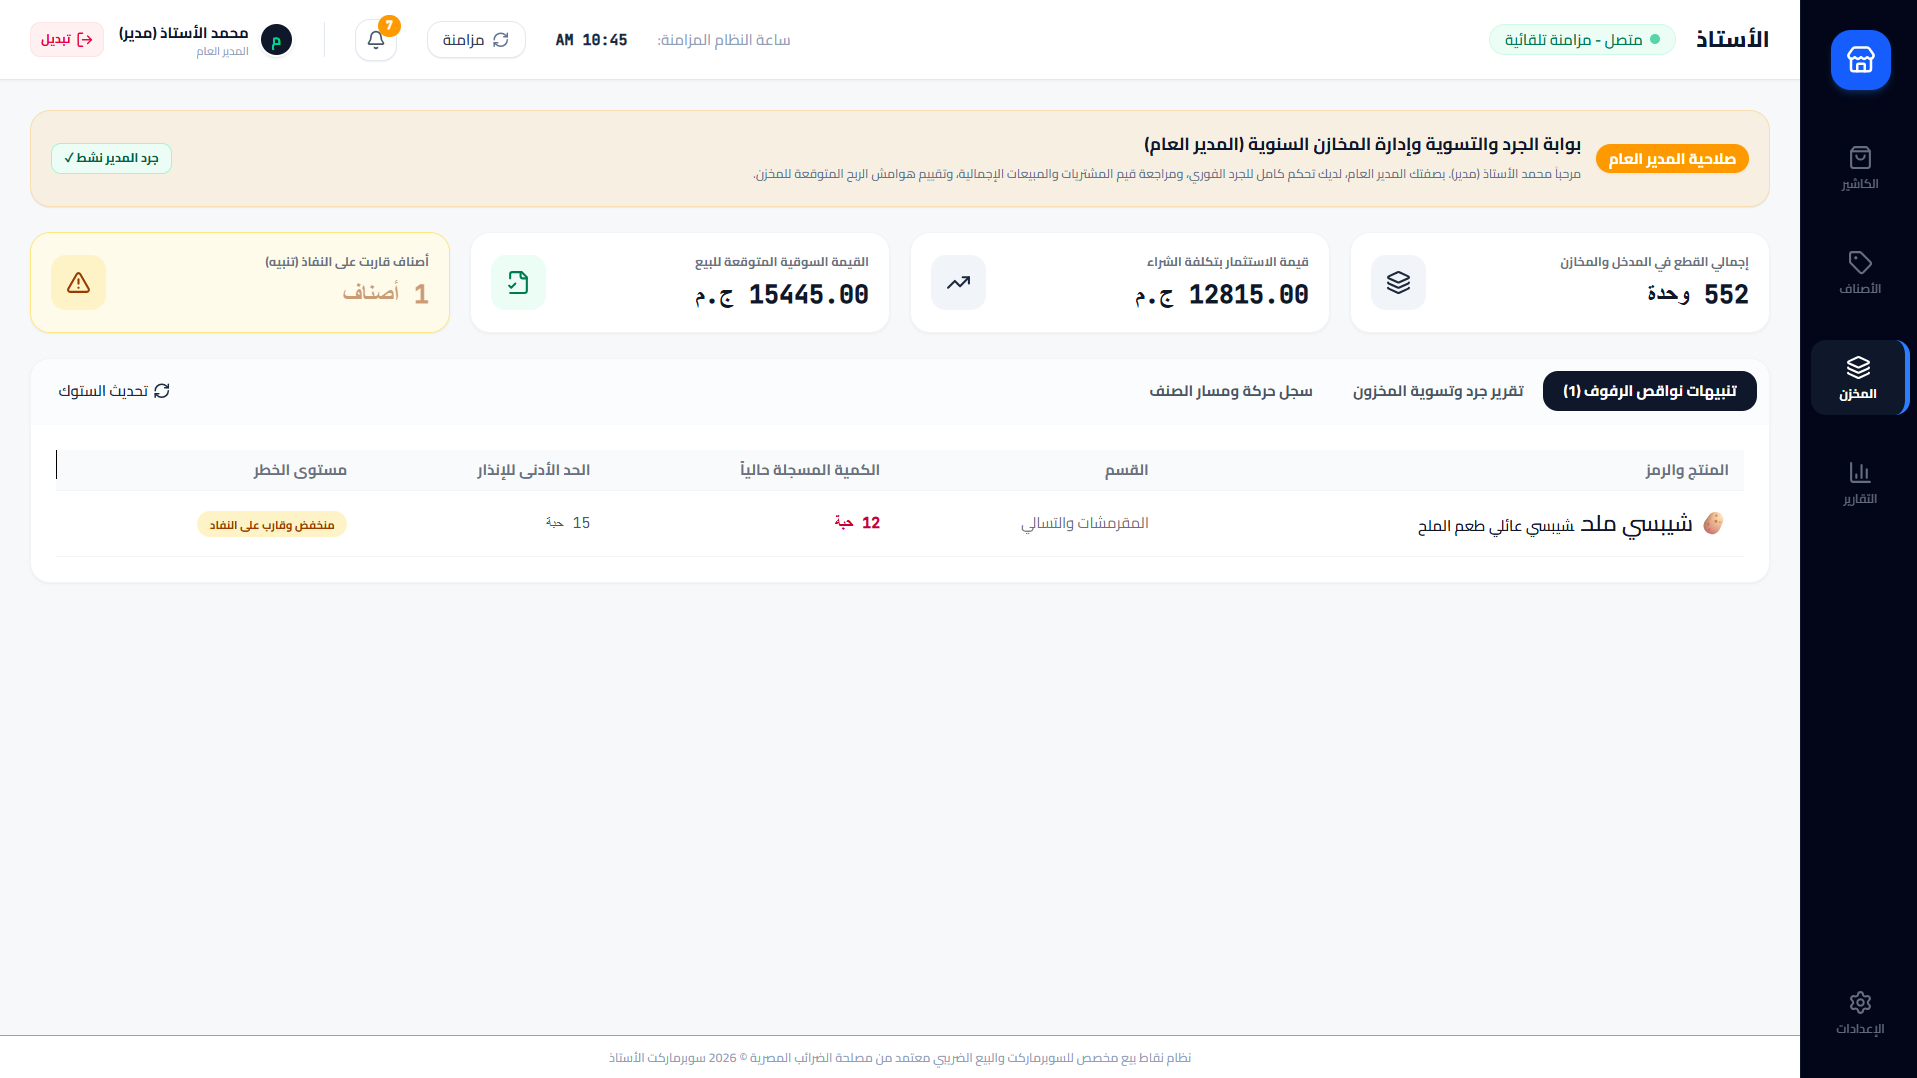 الأستاذ
متصل - مزامنة تلقائية
ساعة النظام المزامنة:
10:45 AM
مزامنة
7
م
محمد الأستاذ (مدير)
المدير العام
تبديل
الكاشير
الأصناف
المخزن
التقارير
الإعدادات
صلاحية المدير العام
بوابة الجرد والتسوية وإدارة المخازن السنوية (المدير العام)
مرحباً محمد الأستاذ (مدير). بصفتك المدير العام، لديك تحكم كامل للجرد الفوري، ومراجعة قيم المشتريات والمبيعات الإجمالية، وتقييم هوامش الربح المتوقعة للمخزن.
جرد المدير نشط ✓
إجمالي القطع في المدخل والمخازن
552 وحدة
قيمة الاستثمار بتكلفة الشراء
12815.00 ج.م
القيمة السوقية المتوقعة للبيع
15445.00 ج.م
أصناف قاربت على النفاذ (تنبيه)
1 أصناف
تنبيهات نواقص الرفوف (1)
تقرير جرد وتسوية المخزون
سجل حركة ومسار الصنف
تحديث الستوك
المنتج والرمز
القسم
الكمية المسجلة حالياً
الحد الأدنى للإنذار
مستوى الخطر
🥔 شيبسي ملح شيبسي عائلي طعم الملح
المقرمشات والتسالي
12 حبة
15 حبة
منخفض وقارب على النفاد
نظام نقاط بيع مخصص للسوبرماركت والبيع الضريبي معتمد من مصلحة الضرائب المصرية © 2026 سوبرماركت الأستاذ